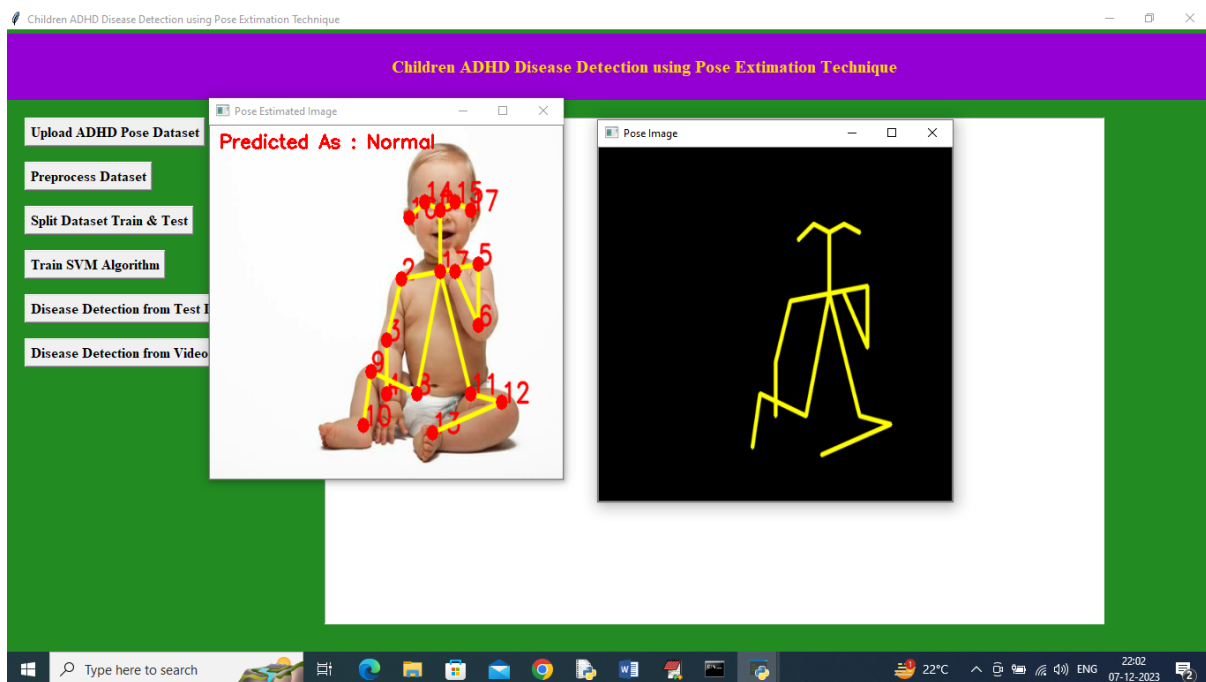 Children ADHD Disease Detection using Pose Extimation Technique
Children ADHD Disease Detection using Pose Extimation Technique
Upload ADHD Pose Dataset
Preprocess Dataset
Split Dataset Train & Test
Train SVM Algorithm
Disease Detection from Test
Disease Detection from Video
Pose Estimated Image
Predicted As : Normal
14
15
17
2
1
7
5
3
6
9
8
11
12
10
13
Pose Image
Type here to search
22°C
ENG
22:02
07-12-2023
2